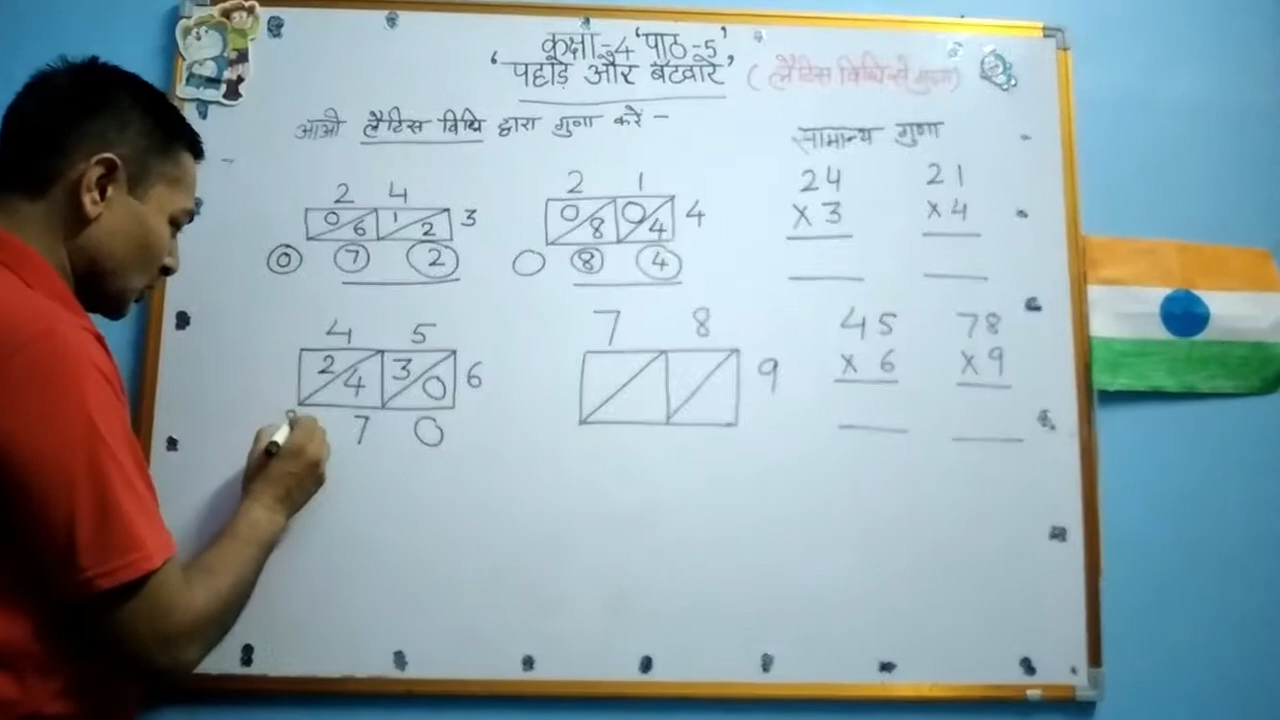 कक्षा-4 'पाठ-5'
'पहाड़े और बँटवारे' (लैटिस विधि से गुणा)
आओ लैटिस विधि द्वारा गुणा करें -
सामान्य गुणा
2 4
0 6 1 2 3
0 7 2
2 1
0 8 0 4 4
8 4
24
x 3
21
x 4
4 5
2 4 3 0 6
7 0
7 8
9
45
x 6
78
x 9